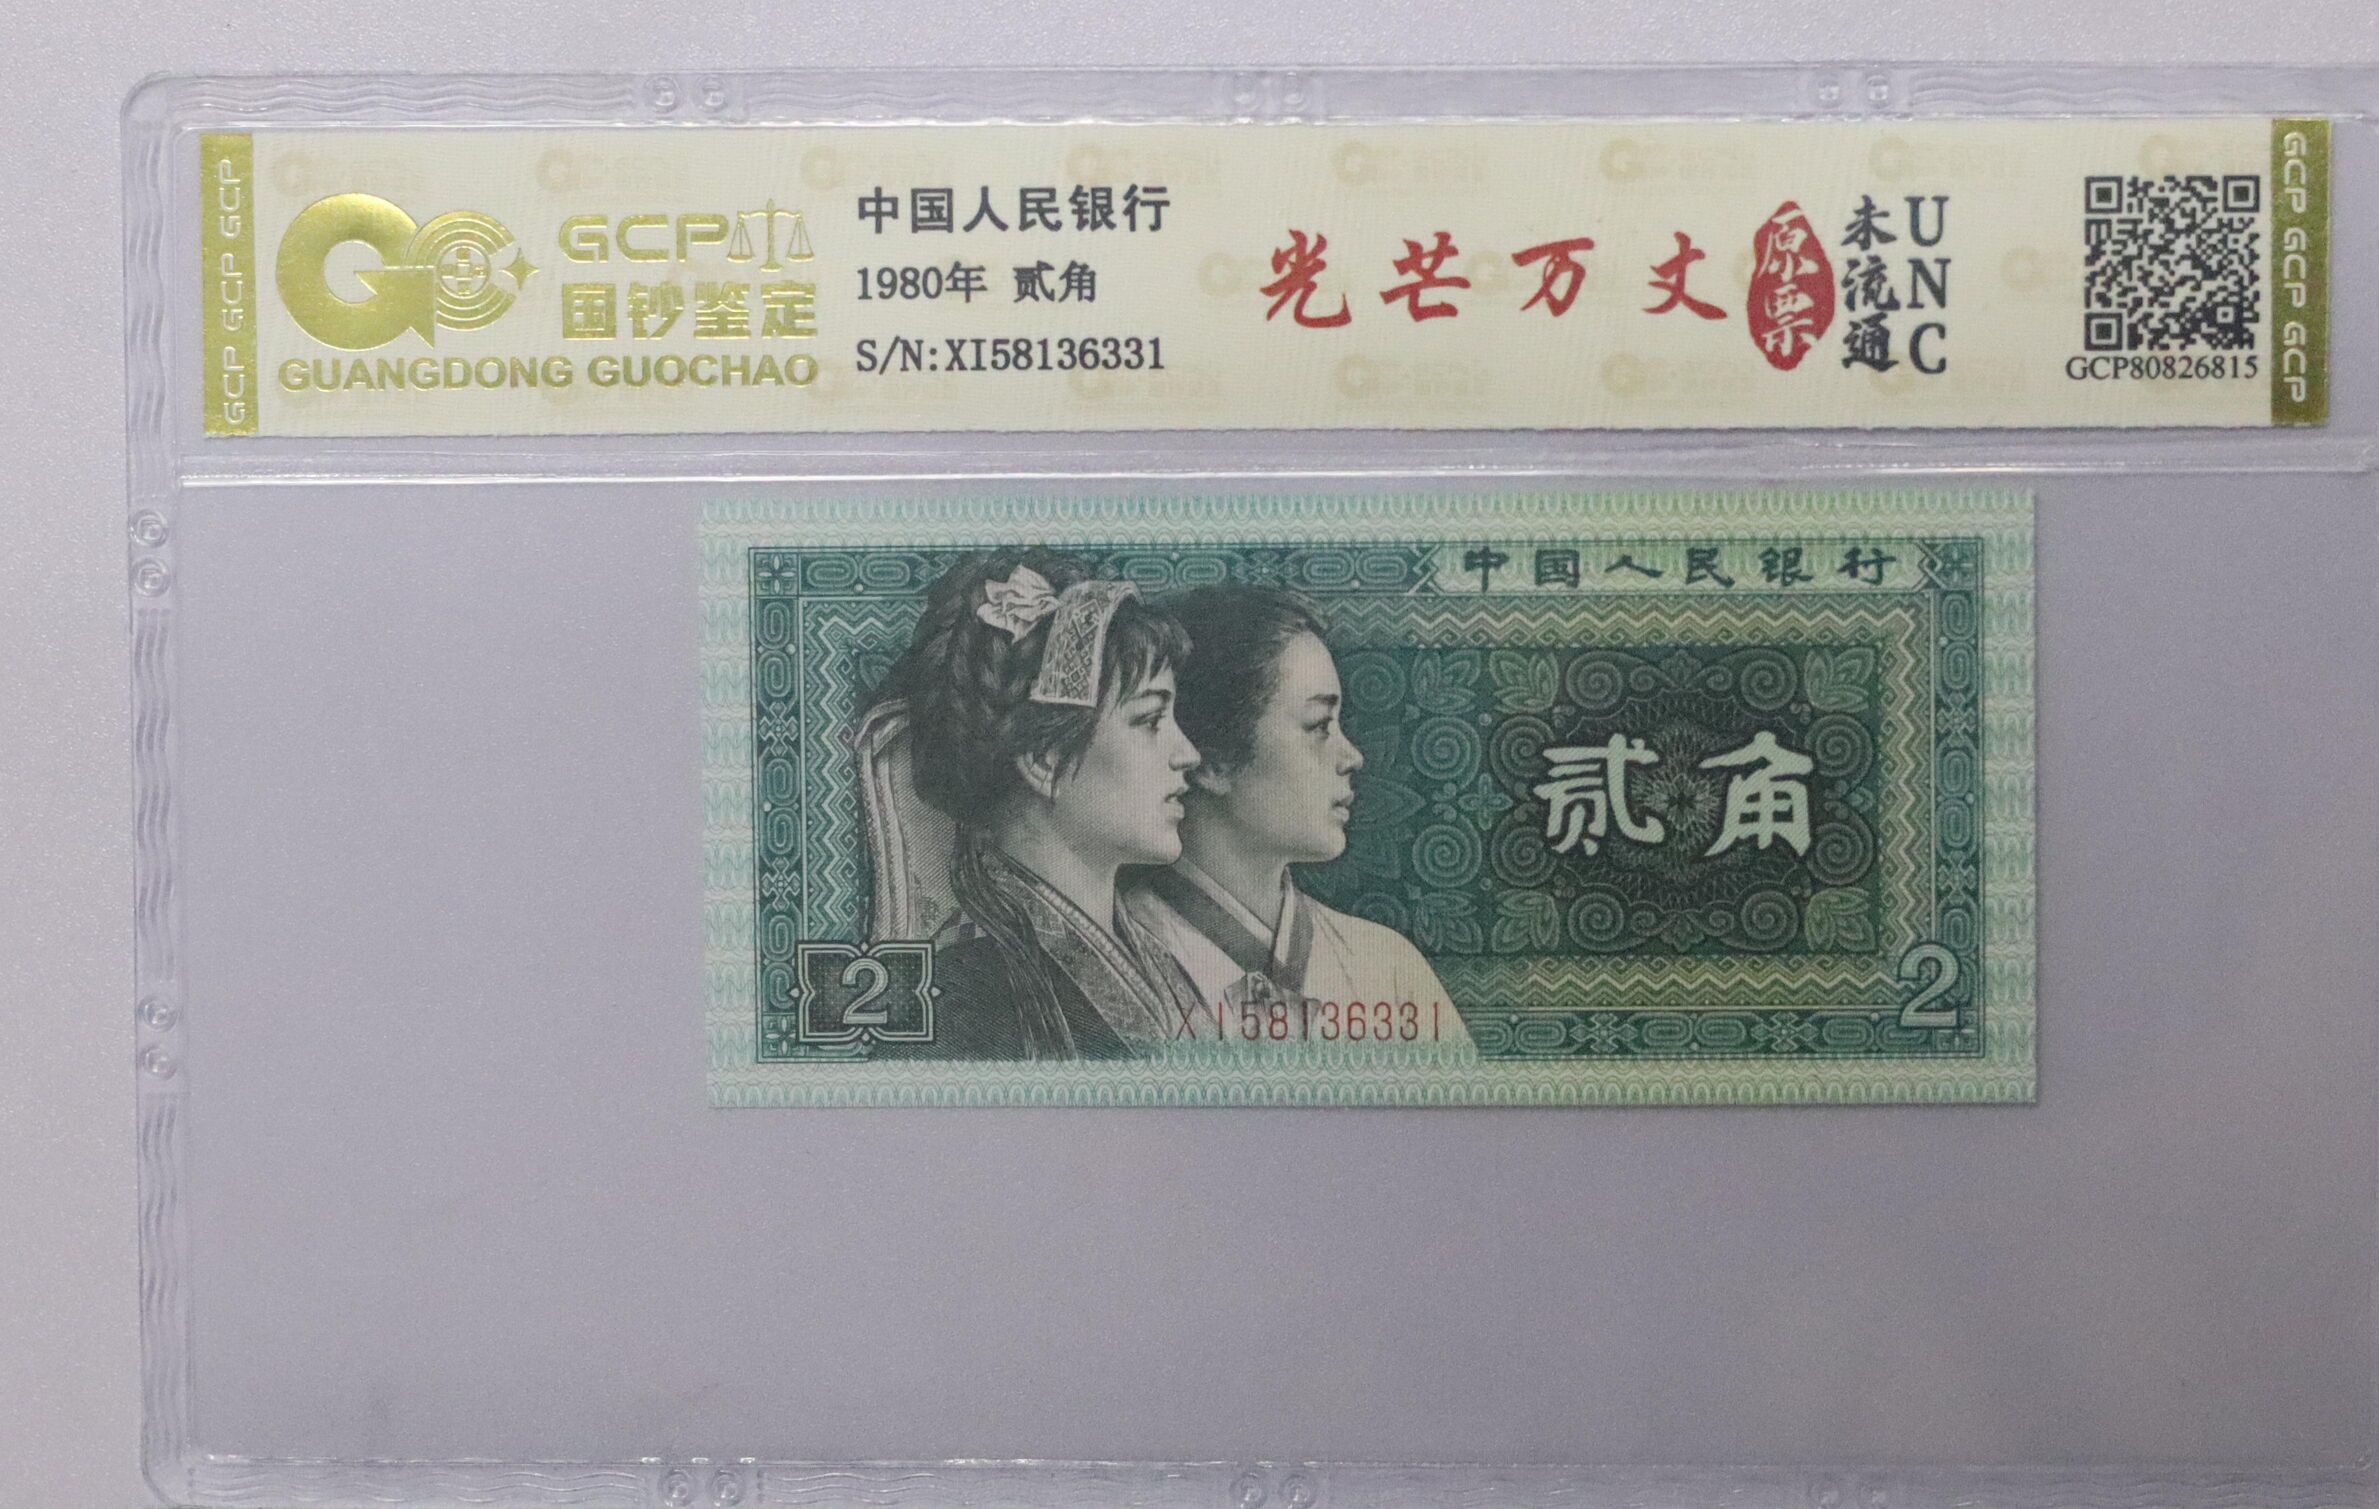 GCP GCP GCP
GCP
国钞鉴定
GUANGDONG GUOCHAO
中国人民银行
1980年 贰角
S/N:XI58136331
光芒万丈
原票
未流通
UNC
GCP80826815
GCP GCP GCP
中国人民银行
贰角
2
2
XI58136331